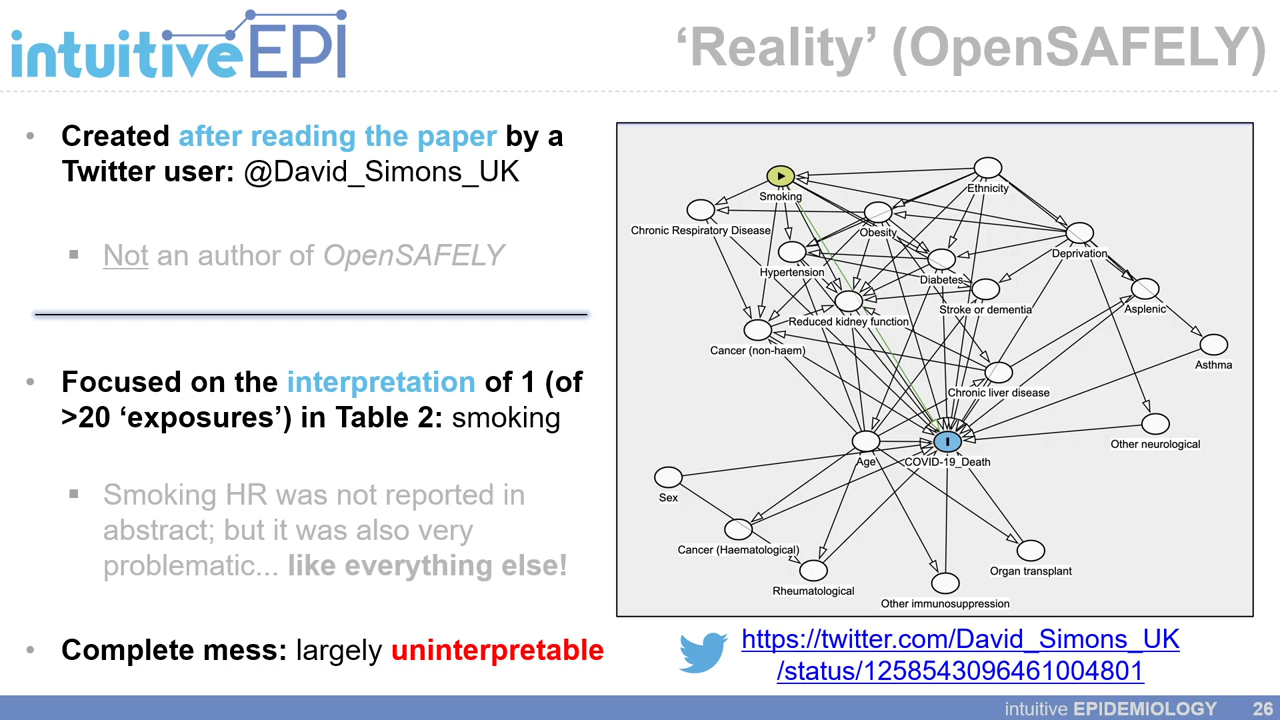 intuitiveEPI
‘Reality’ (OpenSAFELY)
• Created after reading the paper by a
Twitter user: @David_Simons_UK
▪ Not an author of OpenSAFELY
• Focused on the interpretation of 1 (of
>20 ‘exposures’) in Table 2: smoking
▪ Smoking HR was not reported in
abstract; but it was also very
problematic... like everything else!
• Complete mess: largely uninterpretable
Smoking
Ethnicity
Chronic Respiratory Disease
Obesity
Deprivation
Hypertension
Diabetes
Stroke or dementia
Asplenic
Reduced kidney function
Cancer (non-haem)
Asthma
Chronic liver disease
Other neurological
Age
COVID-19_Death
Sex
Cancer (Haematological)
Organ transplant
Rheumatological
Other immunosuppression
https://twitter.com/David_Simons_UK
/status/1258543096461004801
intuitive EPIDEMIOLOGY 26